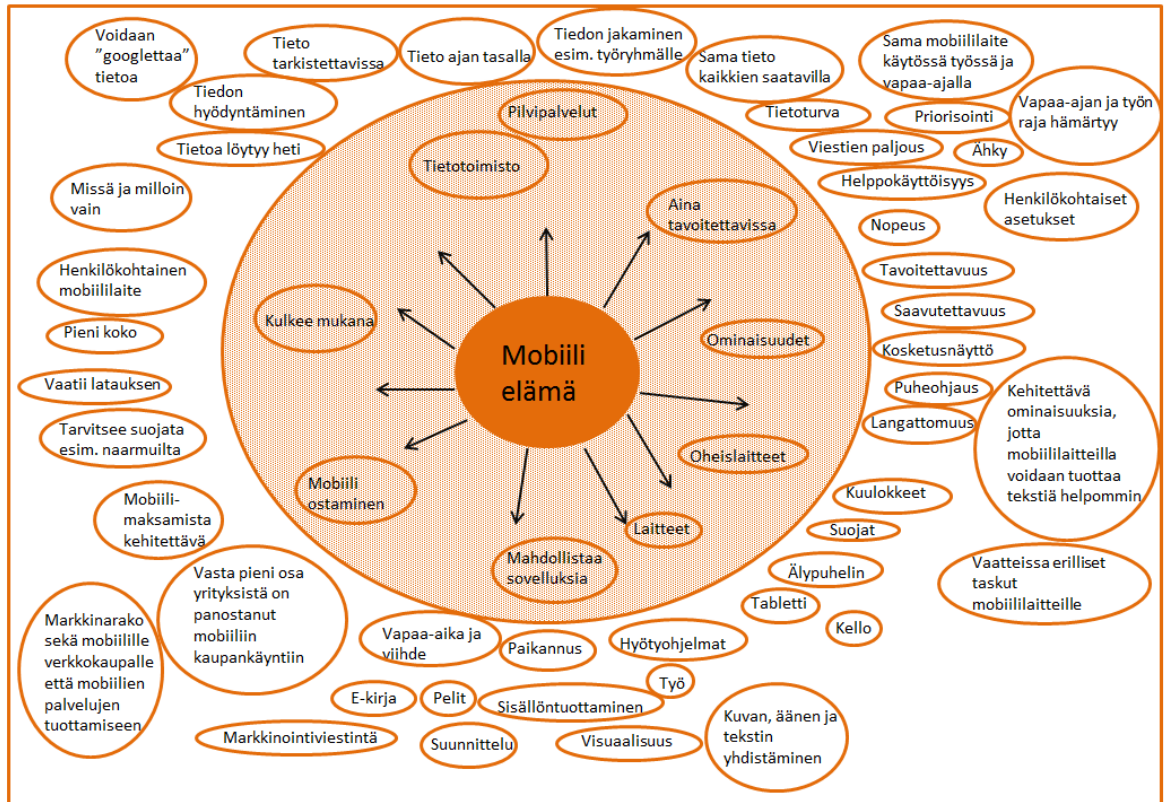 Voidaan
"googlettaa"
tietoa
Tieto
tarkistettavissa
Tieto ajan tasalla
Tiedon jakaminen
esim. työryhmälle
Sama tieto
kaikkien saatavilla
Sama mobiililaite
käytössä työssä ja
vapaa-ajalla
Vapaa-ajan ja työn
raja hämärtyy
Tiedon
hyödyntäminen
Tietoa löytyy heti
Pilvipalvelut
Tietotoimisto
Tietoturva
Priorisointi
Viestien paljous
Ähky
Helppokäyttöisyys
Henkilökohtaiset
asetukset
Missä ja milloin
vain
Aina
tavoitettavissa
Nopeus
Henkilökohtainen
mobiililaite
Tavoitettavuus
Pieni koko
Kulkee mukana
Saavutettavuus
Mobiili
elämä
Ominaisuudet
Kosketusnäyttö
Vaatii latauksen
Puheohjaus
Langattomuus
Kehitettävä
ominaisuuksia,
jotta
mobiililaitteilla
voidaan tuottaa
tekstiä helpommin
Tarvitsee suojata
esim. naarmuilta
Oheislaitteet
Mobiili
ostaminen
Kuulokkeet
Mobiili-
maksamista
kehitettävä
Laitteet
Suojat
Mahdollistaa
sovelluksia
Älypuhelin
Vaatteissa erilliset
taskut
mobiililaitteille
Tabletti
Kello
Vasta pieni osa
yrityksistä on
panostanut
mobiiliin
kaupankäyntiin
Markkinarako
sekä mobiilille
verkkokaupalle
että mobiilien
palvelujen
tuottamiseen
Vapaa-aika ja
viihde
Paikannus
Hyötyohjelmat
Työ
E-kirja
Pelit
Sisällöntuottaminen
Markkinointiviestintä
Suunnittelu
Visuaalisuus
Kuvan, äänen ja
tekstin
yhdistäminen